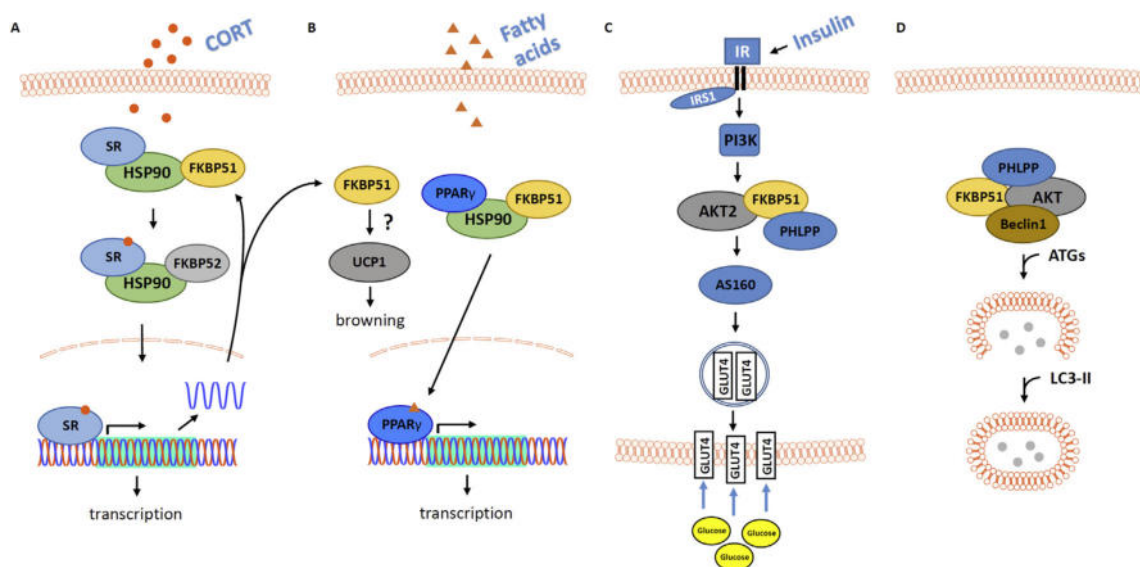 A
CORT
SR
HSP90
FKBP51
SR
HSP90
FKBP52
SR
transcription
B
Fatty
acids
FKBP51
?
UCP1
browning
PPARγ
HSP90
FKBP51
PPARγ
transcription
C
IR
Insulin
IRS1
PI3K
AKT2
FKBP51
PHLPP
AS160
GLUT4
GLUT4
GLUT4
GLUT4
GLUT4
Glucose
Glucose
Glucose
D
PHLPP
FKBP51
AKT
Beclin1
ATGs
LC3-II